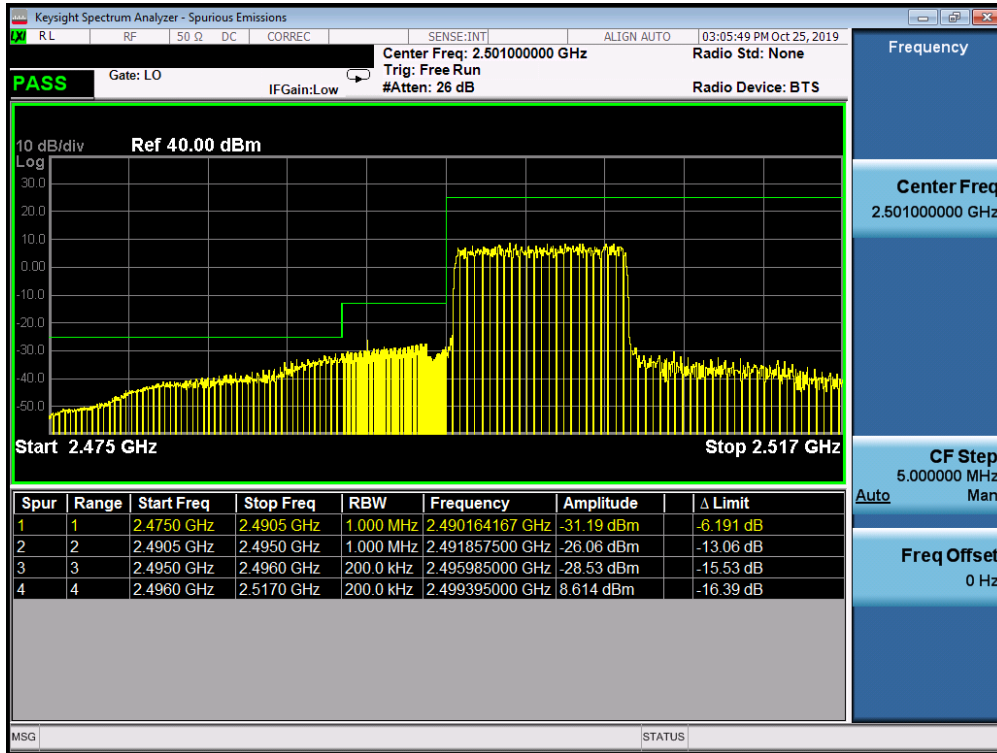 Keysight Spectrum Analyzer - Spurious Emissions
LXI RL RF 50 Ω DC CORREC SENSE:INT ALIGN AUTO 03:05:49 PM Oct 25, 2019
Center Freq: 2.501000000 GHz Radio Std: None
Trig: Free Run
PASS Gate: LO IFGain:Low #Atten: 26 dB Radio Device: BTS
Frequency
10 dB/div Ref 40.00 dBm
Log
30.0
20.0
10.0
0.00
-10.0
-20.0
-30.0
-40.0
-50.0
Start 2.475 GHz Stop 2.517 GHz
Center Freq
2.501000000 GHz
CF Step
5.000000 MHz
Auto Man
Freq Offset
0 Hz
Spur Range Start Freq Stop Freq RBW Frequency Amplitude Δ Limit
1 1 2.4750 GHz 2.4905 GHz 1.000 MHz 2.490164167 GHz -31.19 dBm -6.191 dB
2 2 2.4905 GHz 2.4950 GHz 1.000 MHz 2.491857500 GHz -26.06 dBm -13.06 dB
3 3 2.4950 GHz 2.4960 GHz 200.0 kHz 2.495985000 GHz -28.53 dBm -15.53 dB
4 4 2.4960 GHz 2.5170 GHz 200.0 kHz 2.499395000 GHz 8.614 dBm -16.39 dB
MSG STATUS